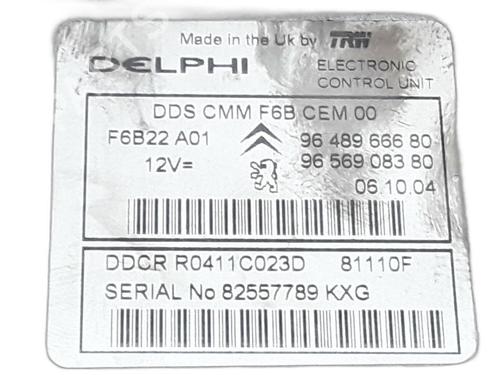 Made in the Uk by TRW
DELPHI ELECTRONIC
CONTROL UNIT
DDS CMM F6B CEM 00
F6B22 A01 96 489 666 80
12V= 96 569 083 80
06.10.04
DDCR R0411C023D 81110F
SERIAL No 82557789 KXG